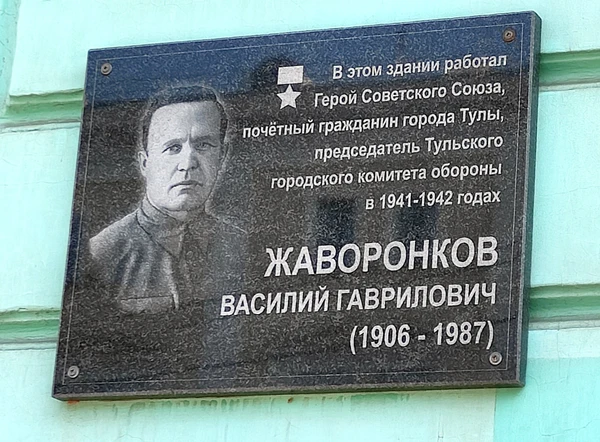 В этом здании работал
Герой Советского Союза,
почётный гражданин города Тулы,
председатель Тульского
городского комитета обороны
в 1941-1942 годах
ЖАВОРОНКОВ
ВАСИЛИЙ ГАВРИЛОВИЧ
(1906 - 1987)